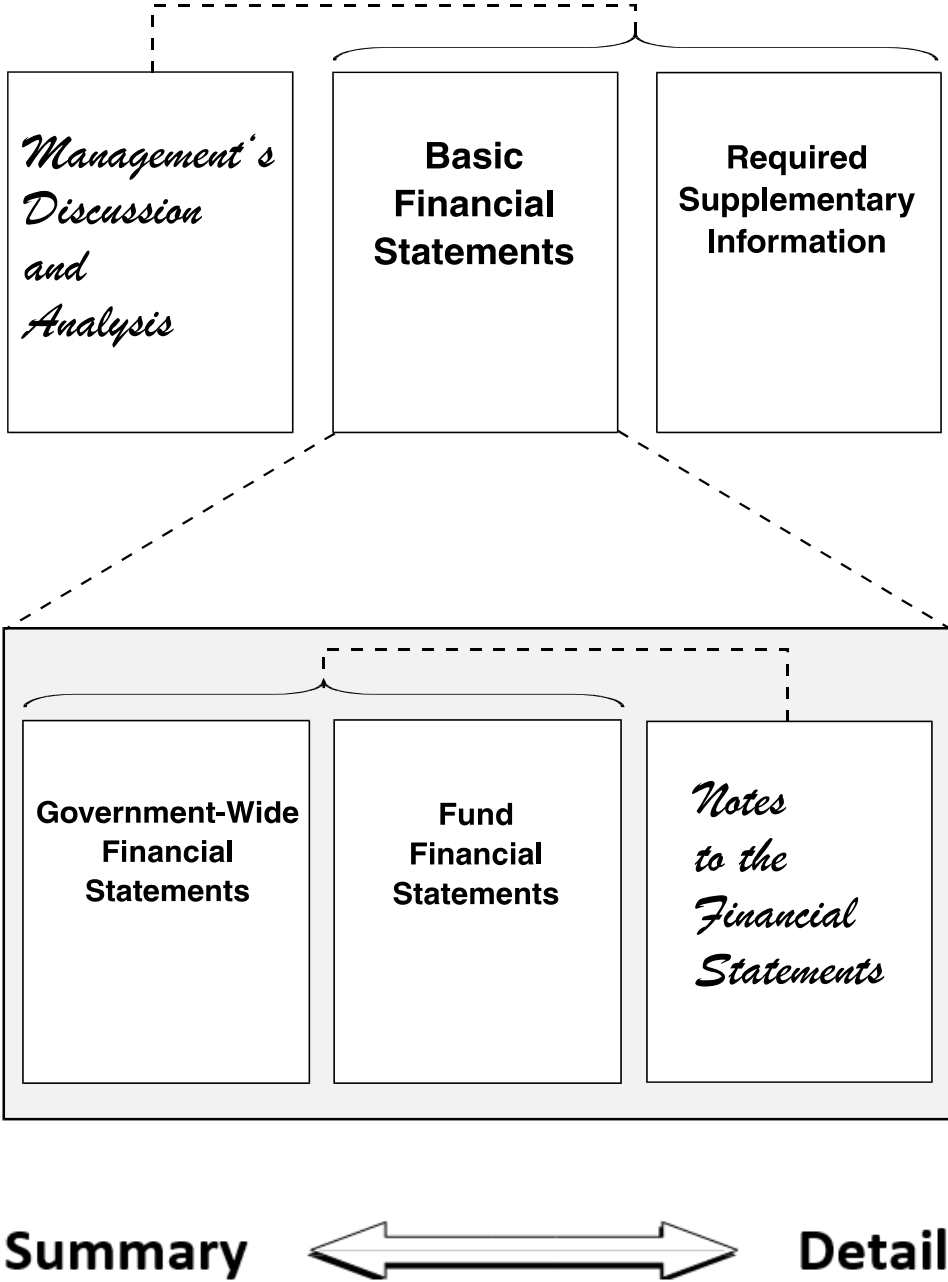 Management's
Discussion
and
Analysis
Basic
Financial
Statements
Required
Supplementary
Information
Government-Wide
Financial
Statements
Fund
Financial
Statements
Notes
to the
Financial
Statements
Summary
Detail